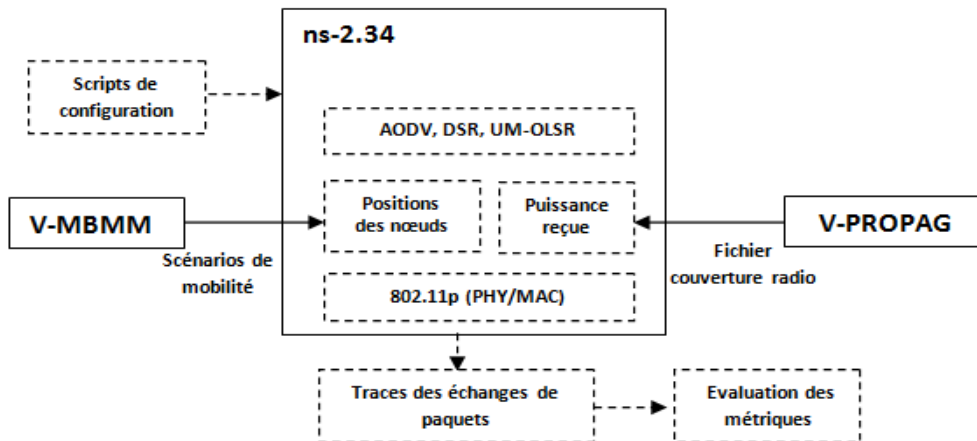 ns-2.34
Scripts de
configuration
AODV, DSR, UM-OLSR
V-MBMM
Scénarios de
mobilité
Positions
des nœuds
Puissance
reçue
V-PROPAG
Fichier
couverture radio
802.11p (PHY/MAC)
Traces des échanges de
paquets
Evaluation des
métriques